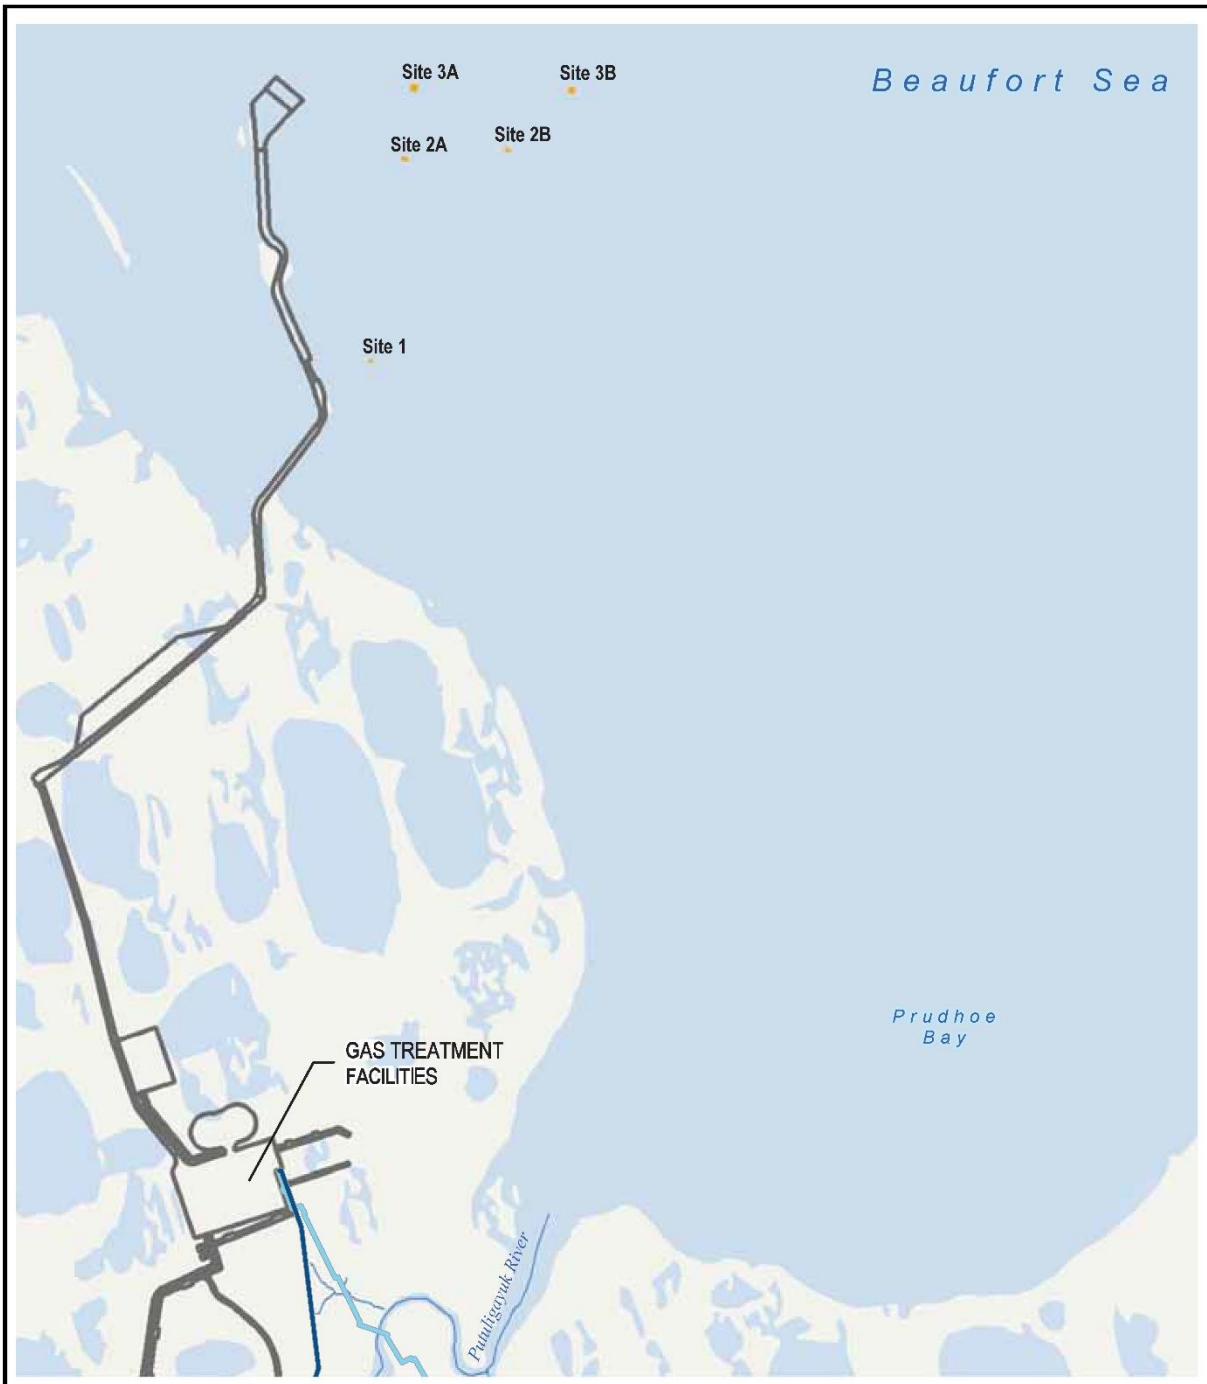 Site 3A
Site 3B
Beaufort Sea
Site 2A
Site 2B
Site 1
Prudhoe
Bay
GAS TREATMENT
FACILITIES
Putuligayuk River